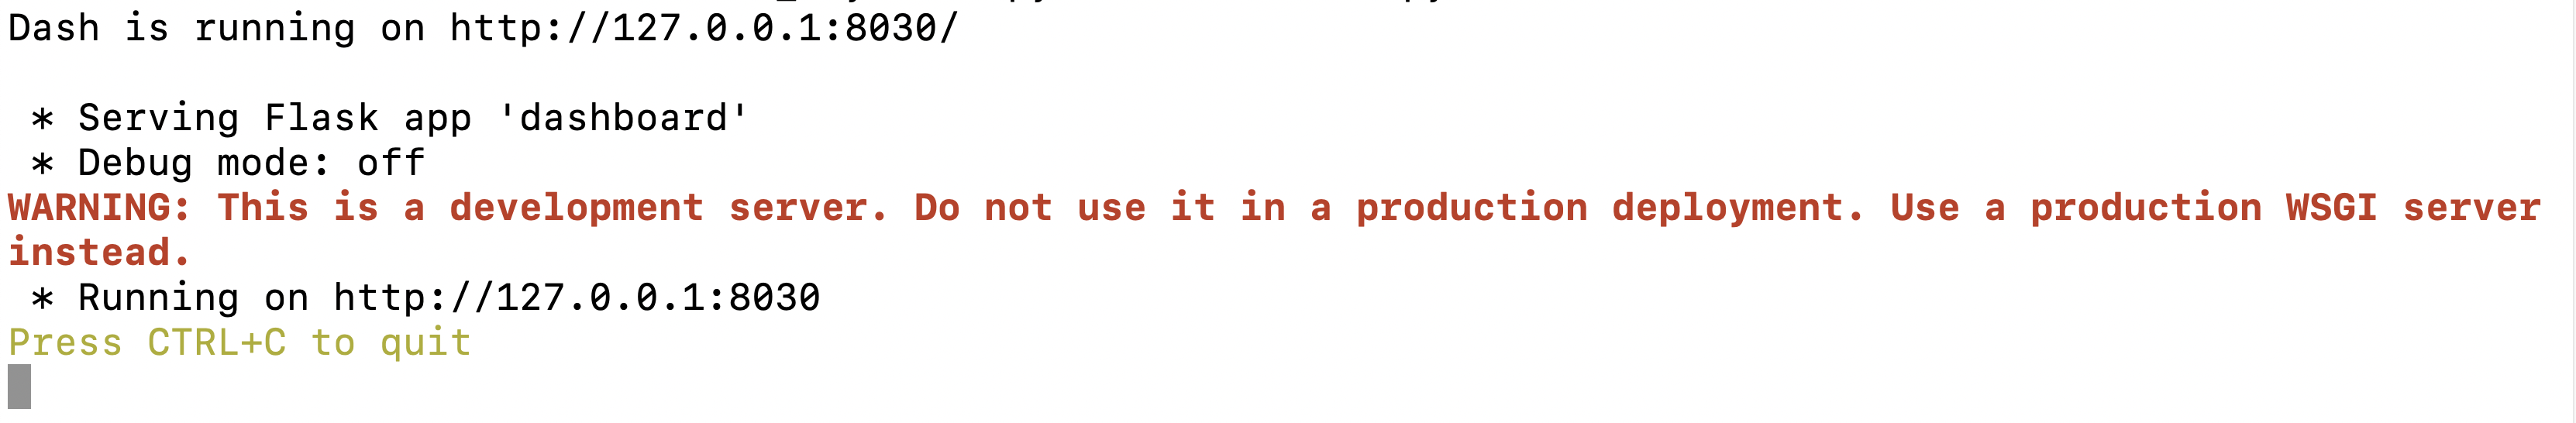 Dash is running on http://127.0.0.1:8030/
 * Serving Flask app 'dashboard'
 * Debug mode: off
WARNING: This is a development server. Do not use it in a production deployment. Use a production WSGI server
instead.
 * Running on http://127.0.0.1:8030
Press CTRL+C to quit